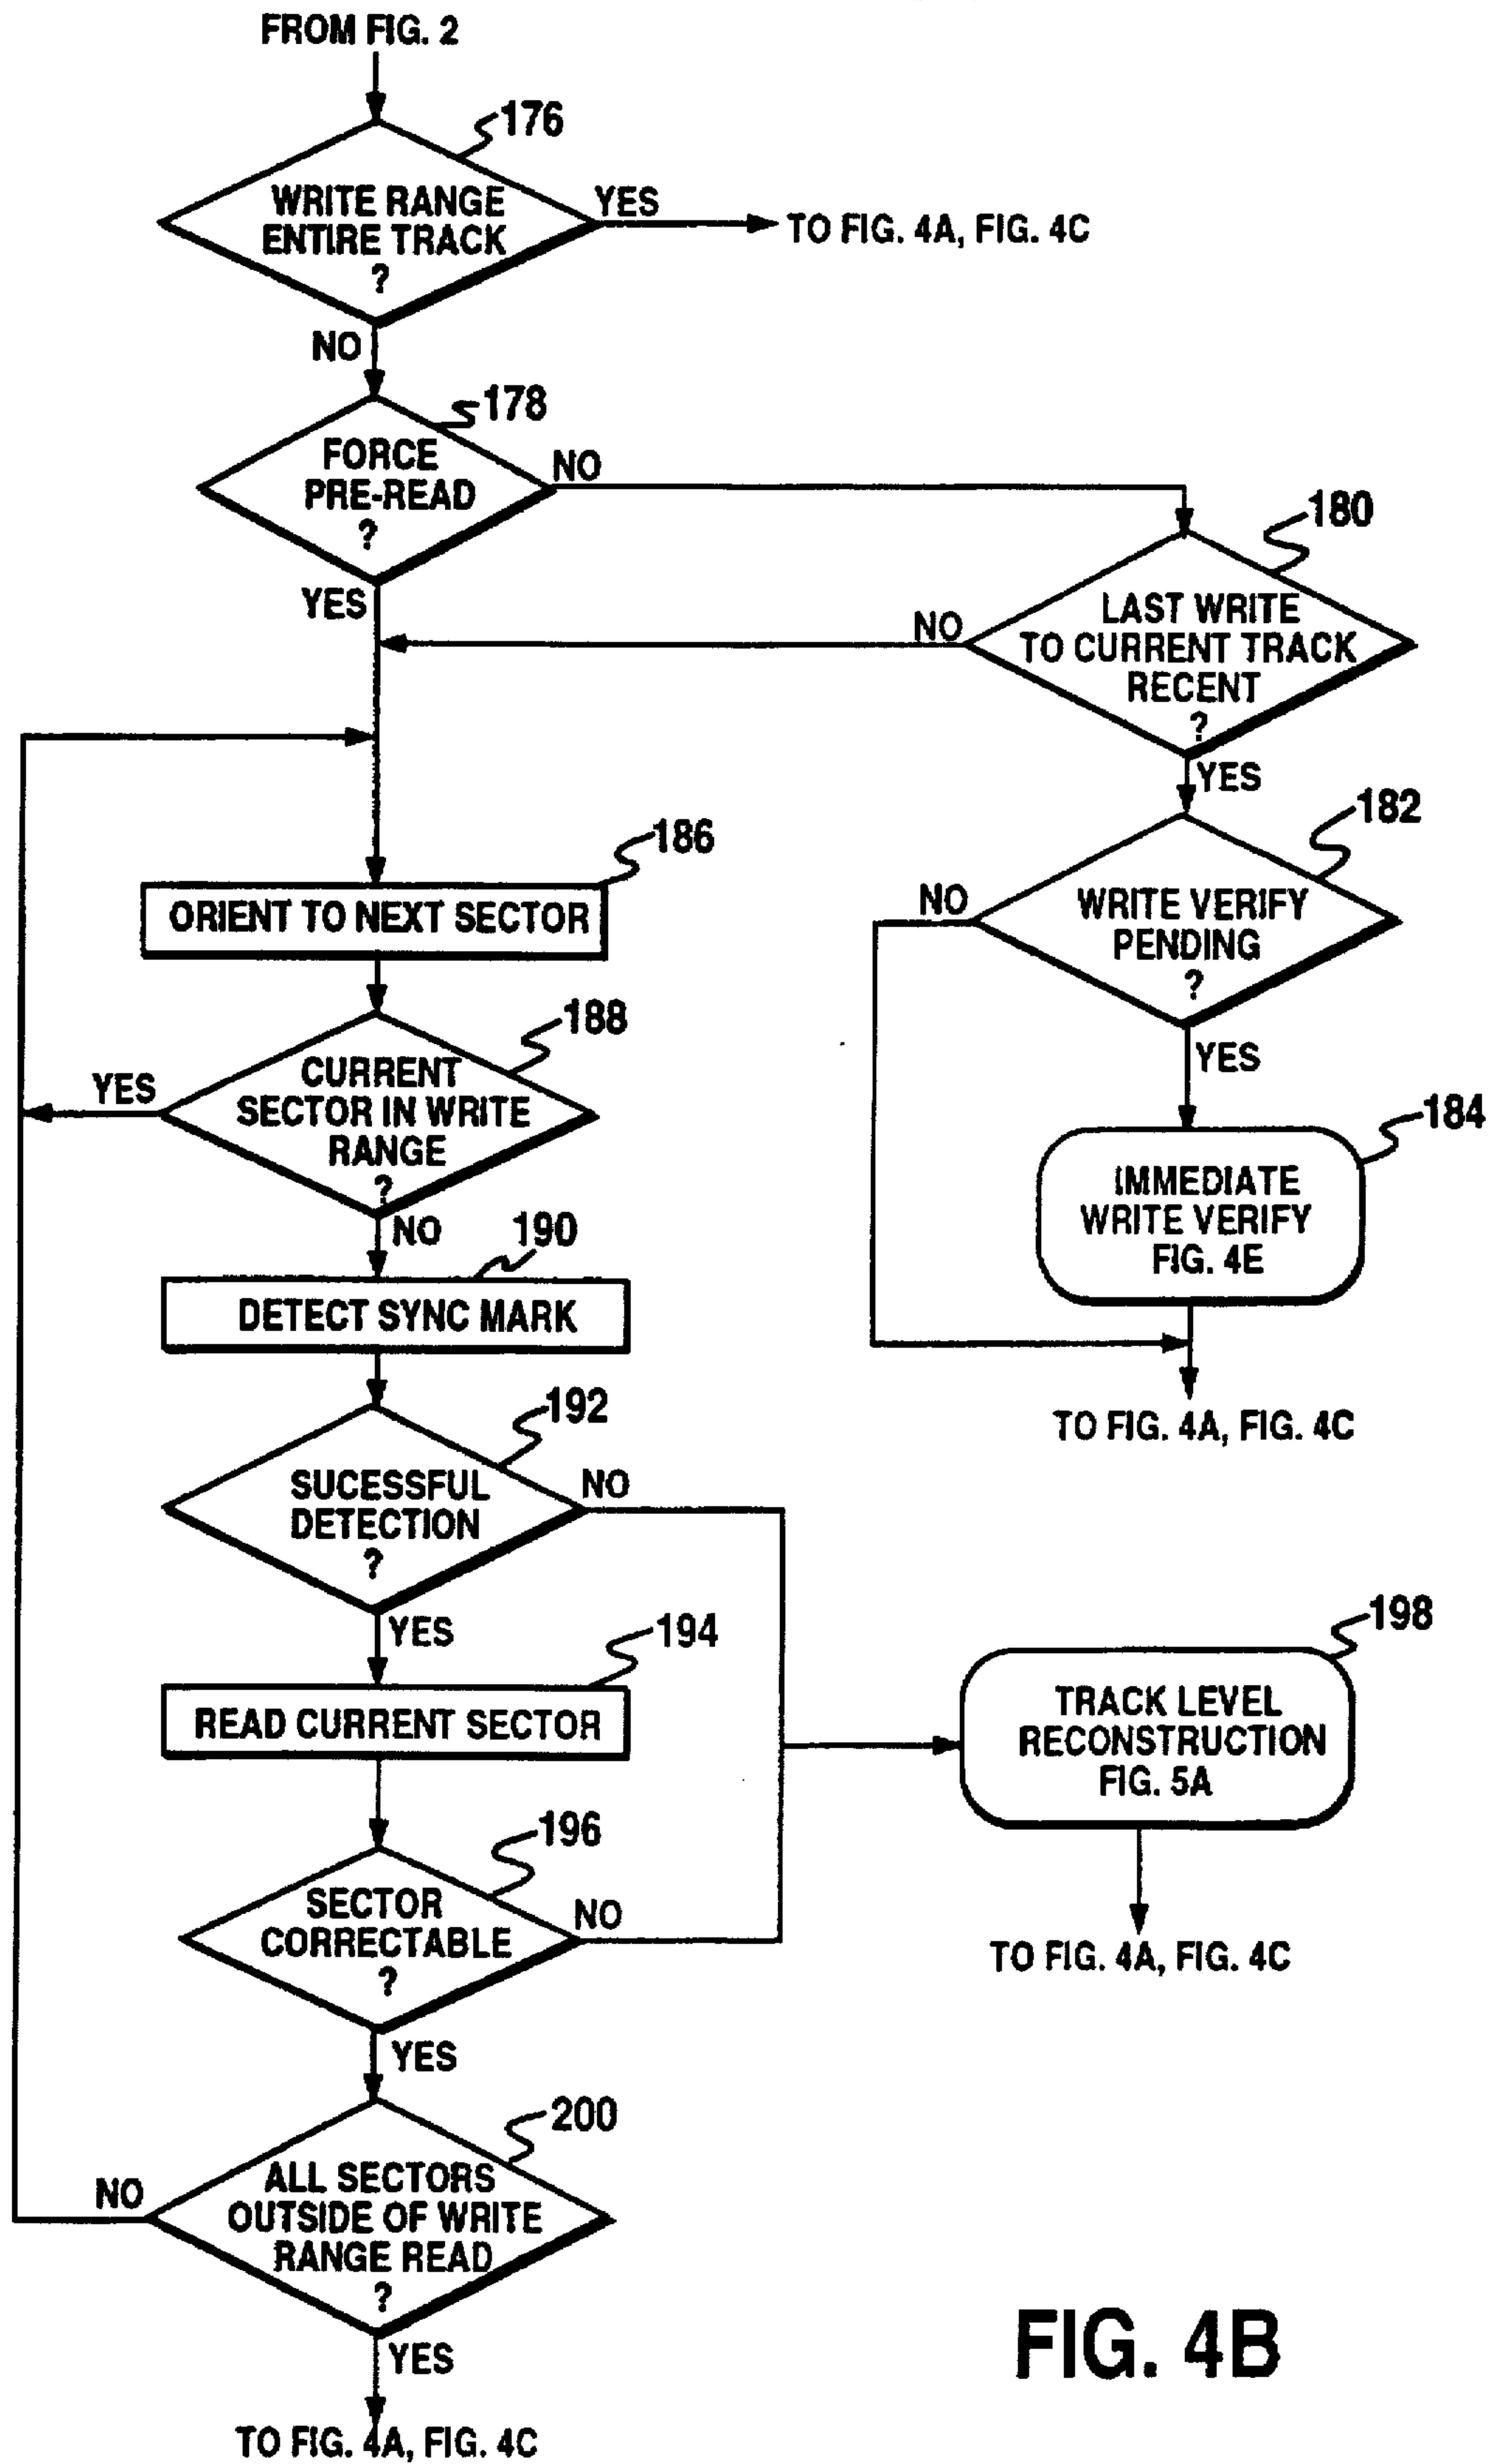 FROM FIG. 2
176
WRITE RANGE
ENTIRE TRACK
?
YES
TO FIG. 4A, FIG. 4C
NO
178
FORCE
PRE-READ
?
NO
YES
180
LAST WRITE
TO CURRENT TRACK
RECENT
?
NO
YES
182
WRITE VERIFY
PENDING
?
NO
YES
184
IMMEDIATE
WRITE VERIFY
FIG. 4E
TO FIG. 4A, FIG. 4C
186
ORIENT TO NEXT SECTOR
188
CURRENT
SECTOR IN WRITE
RANGE
?
YES
NO
190
DETECT SYNC MARK
192
SUCESSFUL
DETECTION
?
NO
YES
194
READ CURRENT SECTOR
196
SECTOR
CORRECTABLE
?
NO
YES
198
TRACK LEVEL
RECONSTRUCTION
FIG. 5A
TO FIG. 4A, FIG. 4C
200
ALL SECTORS
OUTSIDE OF WRITE
RANGE READ
?
NO
YES
TO FIG. 4A, FIG. 4C
FIG. 4B